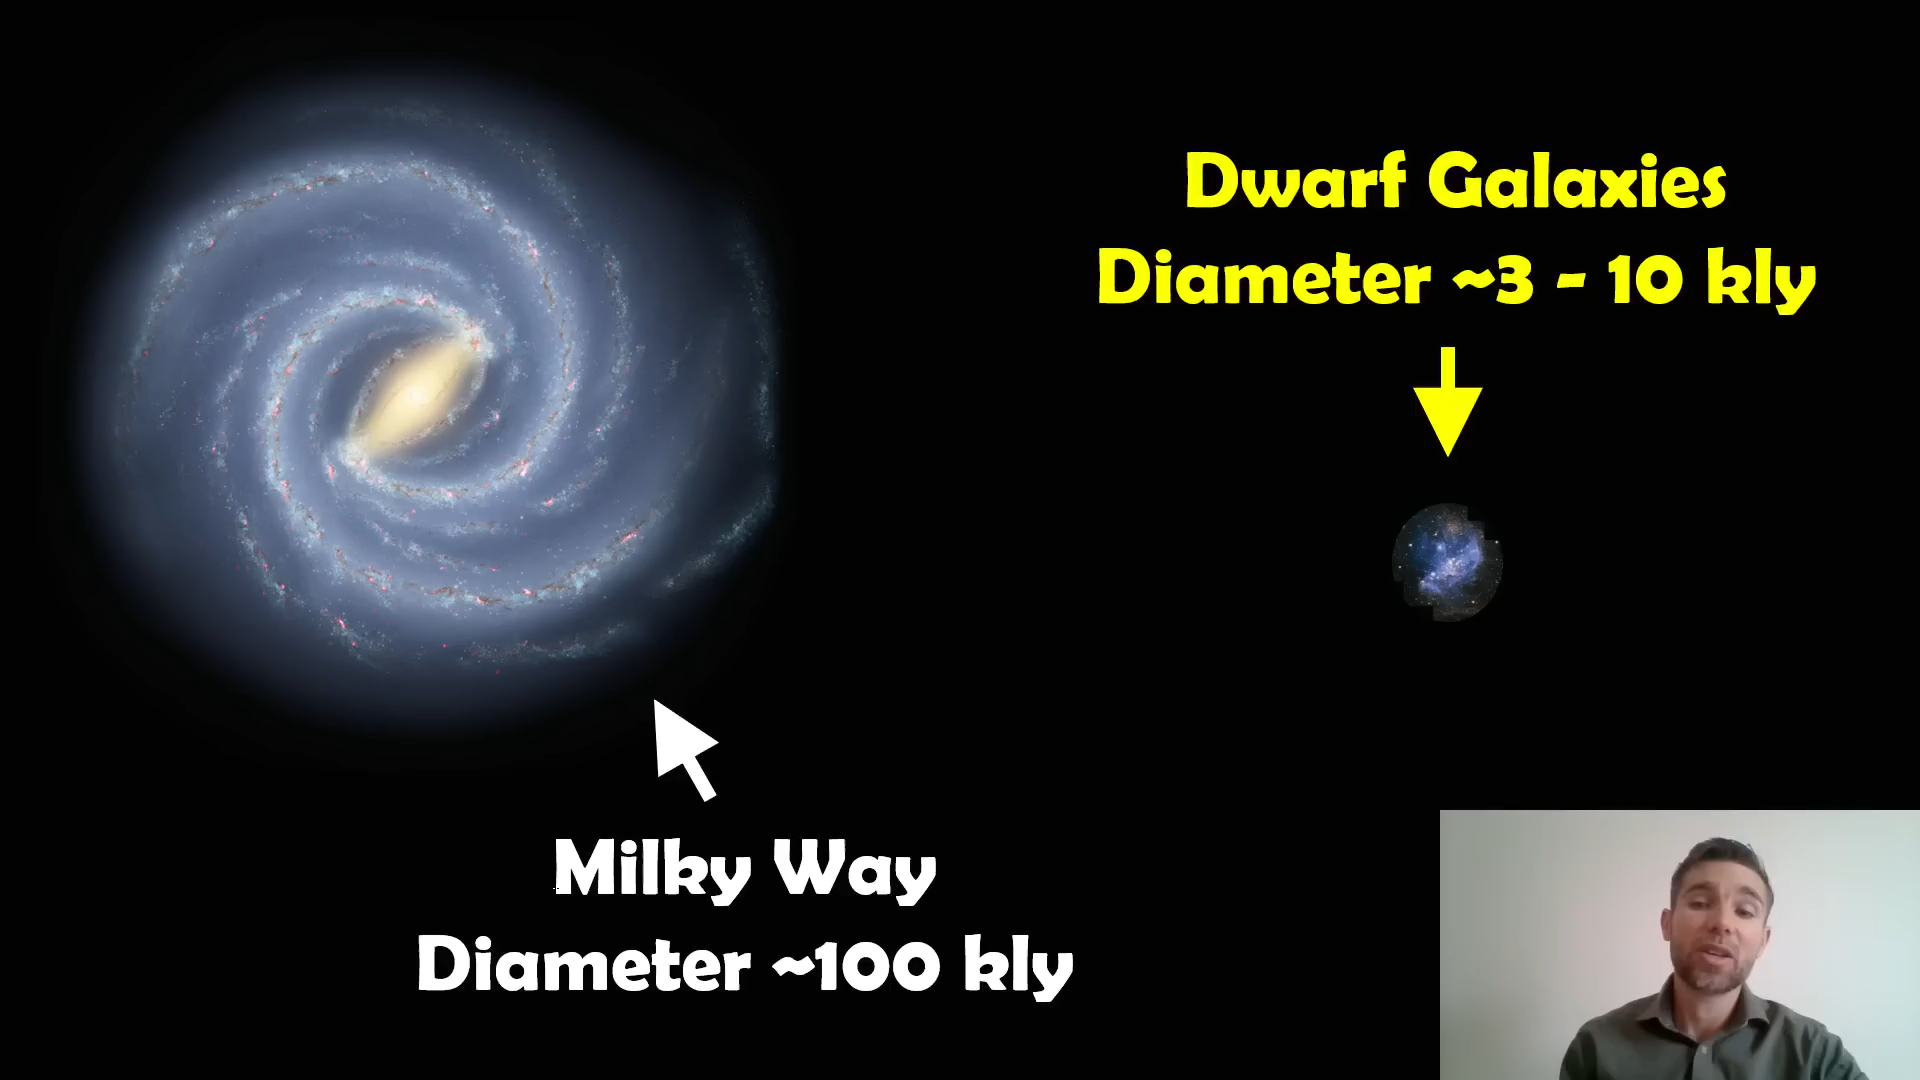 Dwarf Galaxies
Diameter ~3 - 10 kly
Milky Way
Diameter ~100 kly